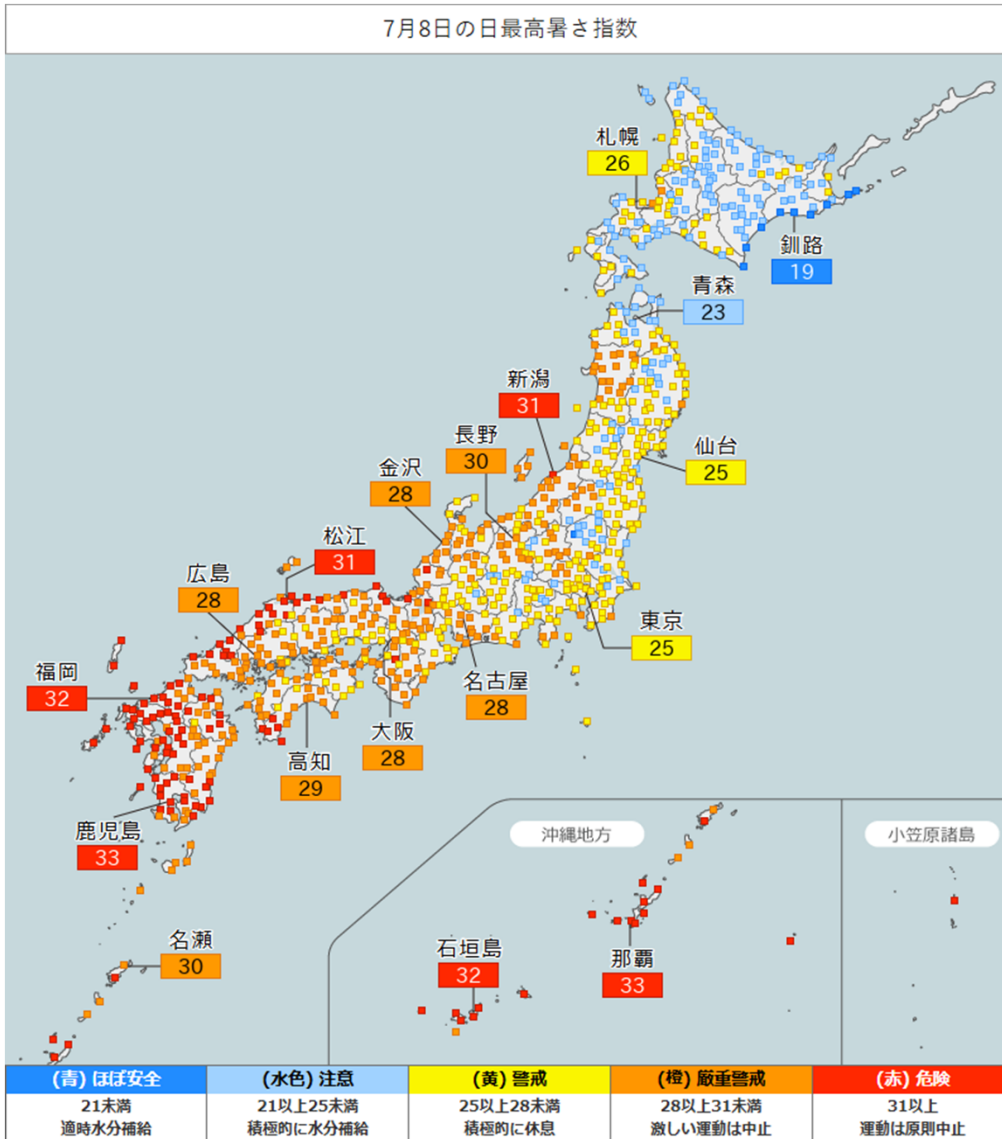 7月8日の日最高暑さ指数
札幌
26
釧路
19
青森
23
新潟
31
長野
30
仙台
25
金沢
28
松江
31
広島
28
東京
25
福岡
32
名古屋
28
大阪
28
高知
29
鹿児島
33
沖縄地方
小笠原諸島
名瀬
30
石垣島
32
那覇
33
(青) ほぼ安全
21未満
適時水分補給
(水色) 注意
21以上25未満
積極的に水分補給
(黄) 警戒
25以上28未満
積極的に休息
(橙) 厳重警戒
28以上31未満
激しい運動は中止
(赤) 危険
31以上
運動は原則中止